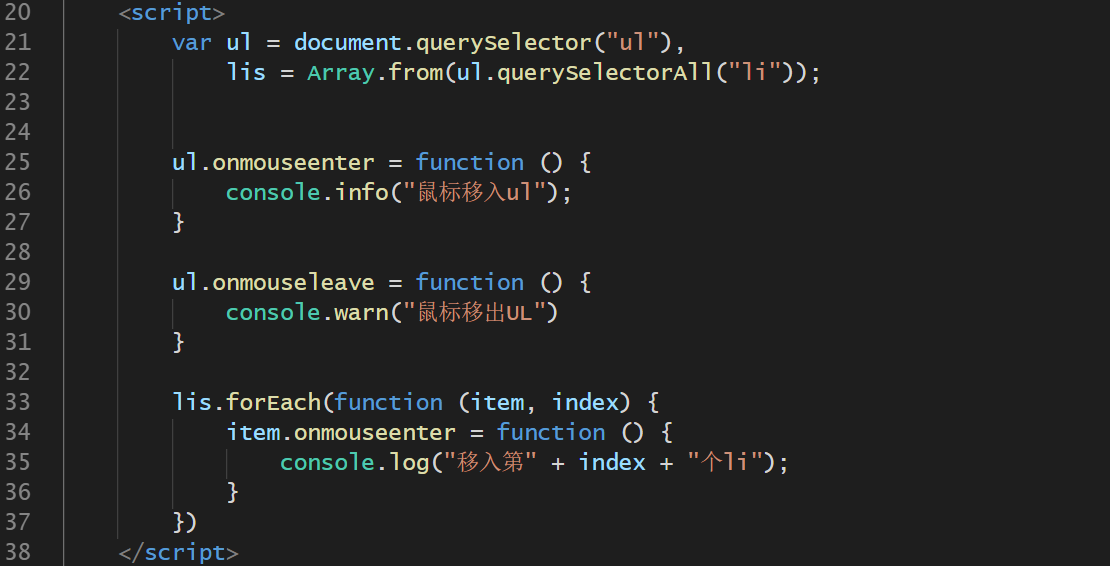 20 <script>
21 var ul = document.querySelector("ul"),
22 lis = Array.from(ul.querySelectorAll("li"));
23
24
25 ul.onmouseenter = function () {
26 console.info("鼠标移入ul");
27 }
28
29 ul.onmouseleave = function () {
30 console.warn("鼠标移出UL")
31 }
32
33 lis.forEach(function (item, index) {
34 item.onmouseenter = function () {
35 console.log("移入第" + index + "个li");
36 }
37 })
38 </script>